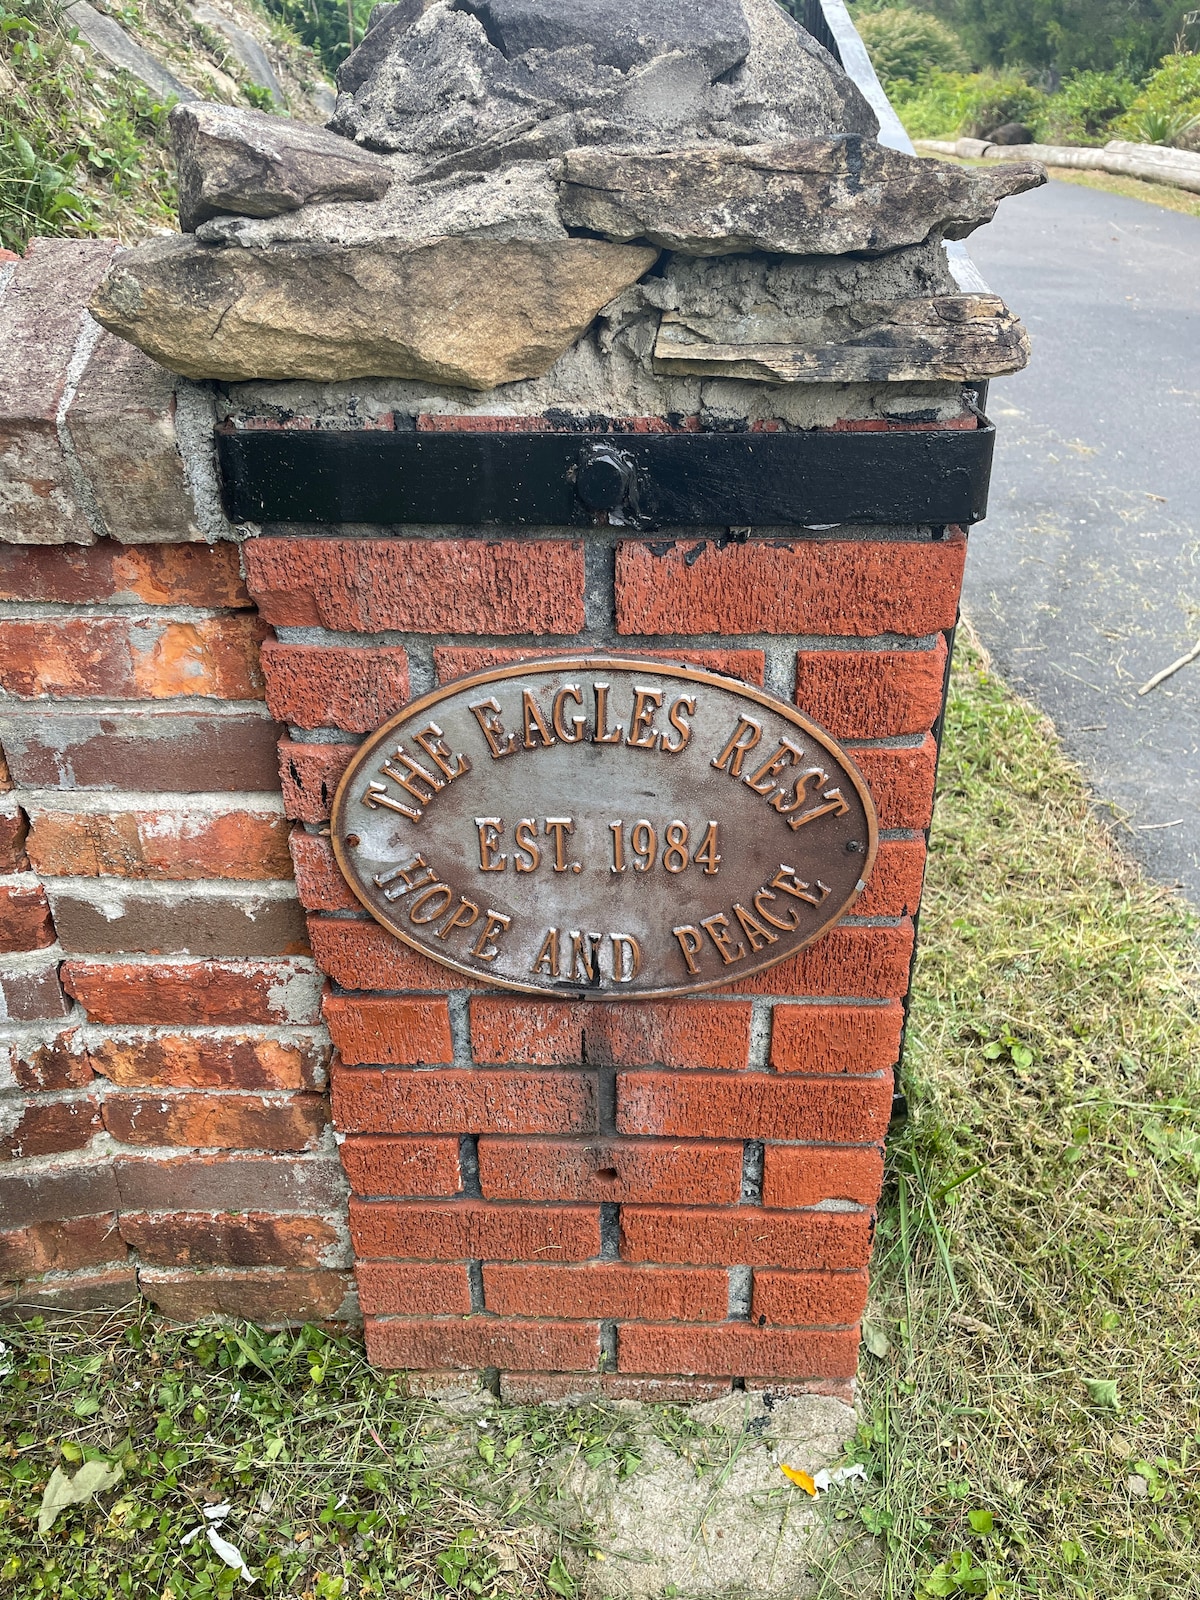 THE EAGLES REST
EST. 1984
HOPE AND PEACE